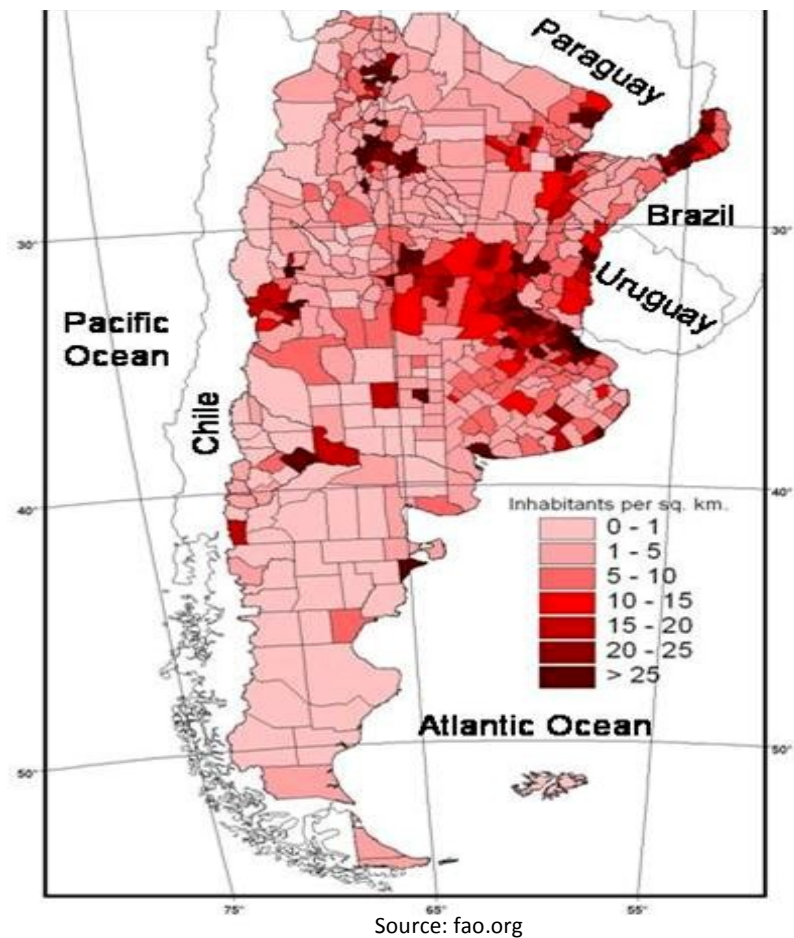 Paraguay
Brazil
30°
30°
Uruguay
Pacific
Ocean
Chile
40°
40°
Inhabitants per sq. km.
0 - 1
1 - 5
5 - 10
10 - 15
15 - 20
20 - 25
> 25
Atlantic Ocean
50°
50°
75°
65°
55°
Source: fao.org